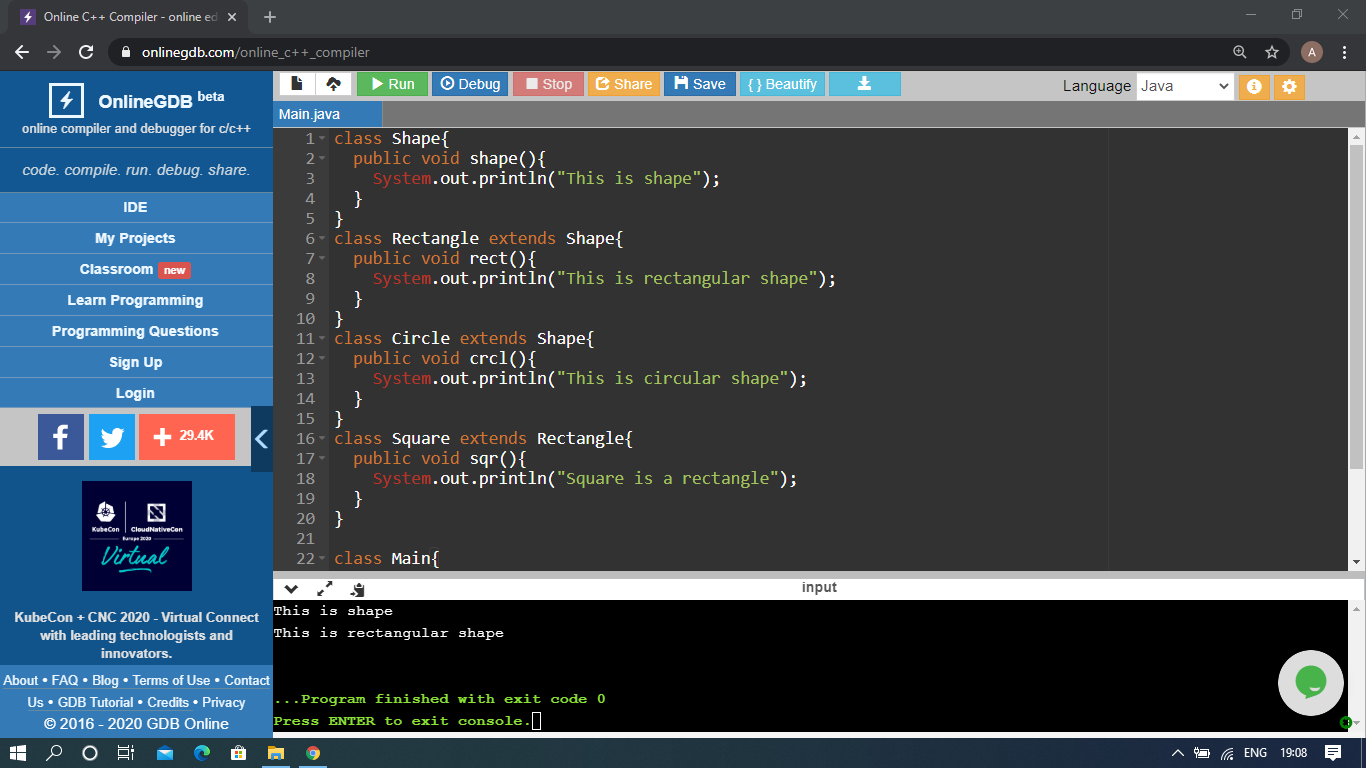 Online C++ Compiler - online ed
onlinegdb.com/online_c++_compiler
A
OnlineGDB beta
online compiler and debugger for c/c++
code. compile. run. debug. share.
IDE
My Projects
Classroom new
Learn Programming
Programming Questions
Sign Up
Login
f
+ 29.4K
KubeCon | CloudNativeCon
Europe 2020
Virtual
KubeCon + CNC 2020 - Virtual Connect
with leading technologists and
innovators.
About • FAQ • Blog • Terms of Use • Contact
Us • GDB Tutorial • Credits • Privacy
© 2016 - 2020 GDB Online
Run Debug Stop Share Save { } Beautify Language Java
Main.java
1 class Shape{
2 public void shape(){
3 System.out.println("This is shape");
4 }
5 }
6 class Rectangle extends Shape{
7 public void rect(){
8 System.out.println("This is rectangular shape");
9 }
10 }
11 class Circle extends Shape{
12 public void crcl(){
13 System.out.println("This is circular shape");
14 }
15 }
16 class Square extends Rectangle{
17 public void sqr(){
18 System.out.println("Square is a rectangle");
19 }
20 }
21
22 class Main{
input
This is shape
This is rectangular shape
...Program finished with exit code 0
Press ENTER to exit console.
ENG 19:08